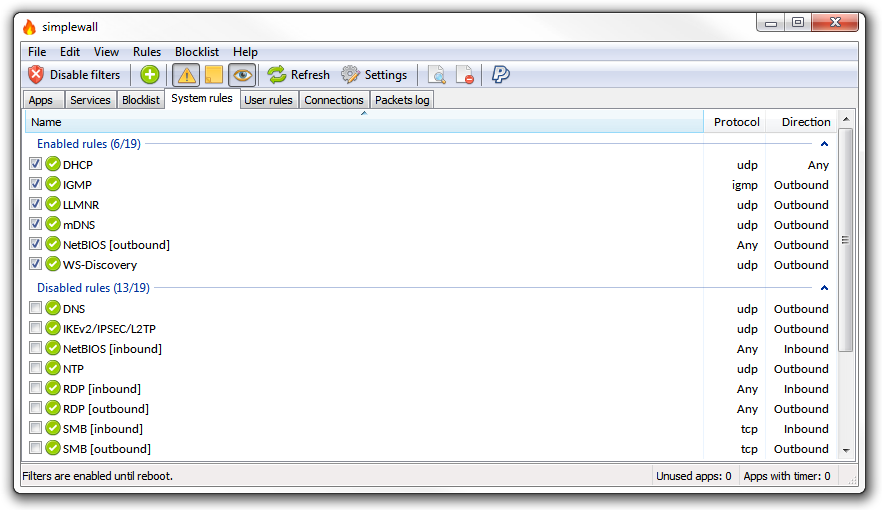 simplewall
File Edit View Rules Blocklist Help
Disable filters Refresh Settings
Apps Services Blocklist System rules User rules Connections Packets log
Name Protocol Direction
Enabled rules (6/19)
DHCP udp Any
IGMP igmp Outbound
LLMNR udp Outbound
mDNS udp Outbound
NetBIOS [outbound] Any Outbound
WS-Discovery udp Outbound
Disabled rules (13/19)
DNS udp Outbound
IKEv2/IPSEC/L2TP udp Outbound
NetBIOS [inbound] Any Inbound
NTP udp Outbound
RDP [inbound] Any Inbound
RDP [outbound] Any Outbound
SMB [inbound] tcp Inbound
SMB [outbound] tcp Outbound
Filters are enabled until reboot. Unused apps: 0 Apps with timer: 0